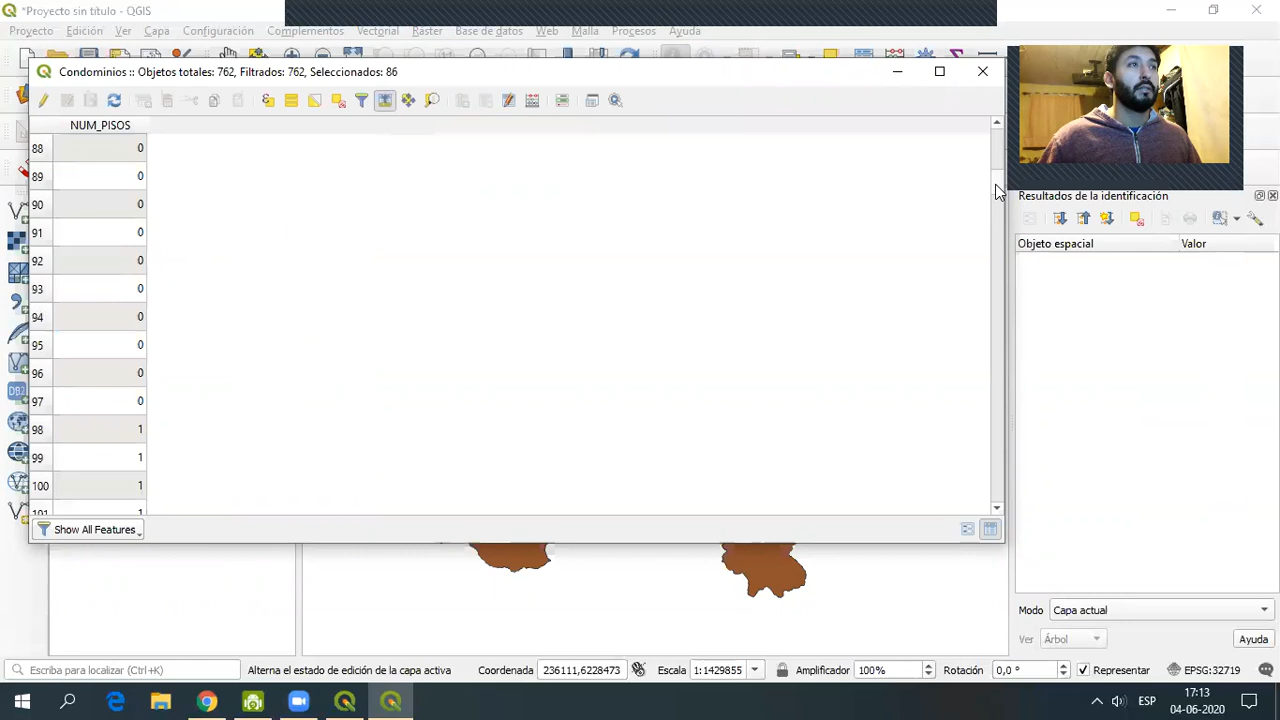 *Proyecto sin título - QGIS
Proyecto Edición Ver Capa Configuración Complementos Vectorial Ráster Base de datos Web Malla Procesos Ayuda
Condominios :: Objetos totales: 762, Filtrados: 762, Seleccionados: 86
NUM_PISOS
88 0
89 0
90 0
91 0
92 0
93 0
94 0
95 0
96 0
97 0
98 1
99 1
100 1
101 1
Show All Features
Resultados de la identificación
Objeto espacial Valor
Modo Capa actual
Ver Árbol Ayuda
DB2
Escriba para localizar (Ctrl+K) Alterna el estado de edición de la capa activa Coordenada 236111,6228473 Escala 1:1429855 Amplificador 100% Rotación 0,0 ° Representar EPSG:32719
ESP
17:13
04-06-2020